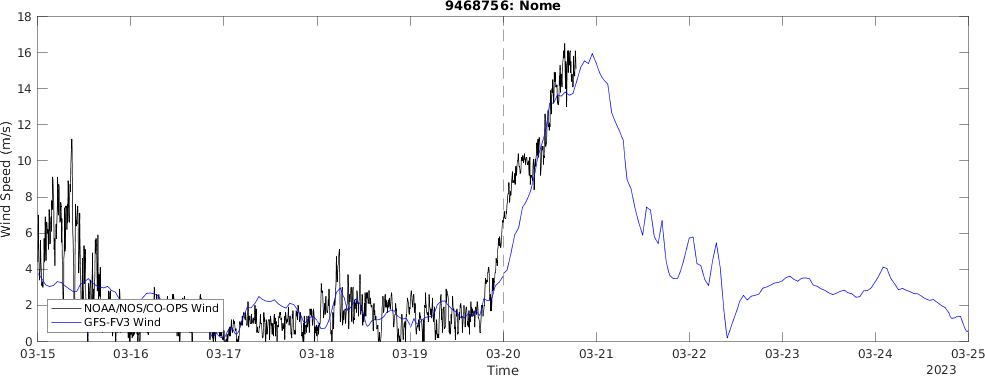 9468756: Nome
Wind Speed (m/s)
18
16
14
12
10
8
6
4
2
0
NOAA/NOS/CO-OPS Wind
GFS-FV3 Wind
03-15 03-16 03-17 03-18 03-19 03-20 03-21 03-22 03-23 03-24 03-25
Time
2023